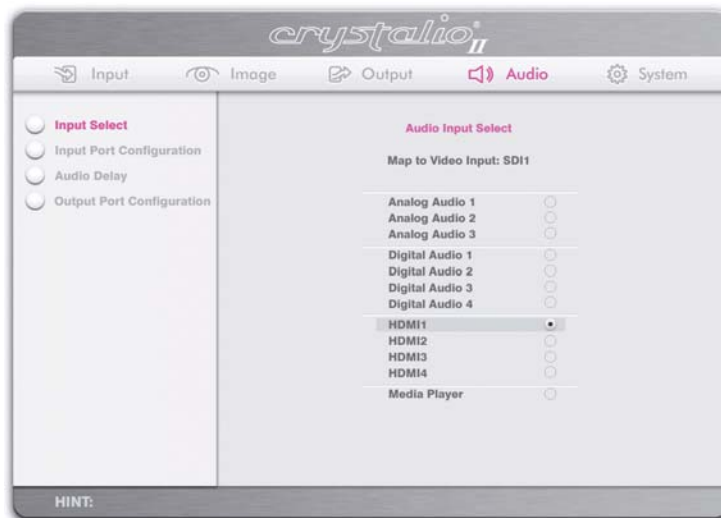 crystalio® II
Input Image Output Audio System
Input Select
Input Port Configuration
Audio Delay
Output Port Configuration
Audio Input Select
Map to Video Input: SDI1
Analog Audio 1
Analog Audio 2
Analog Audio 3
Digital Audio 1
Digital Audio 2
Digital Audio 3
Digital Audio 4
HDMI1
HDMI2
HDMI3
HDMI4
Media Player
HINT: